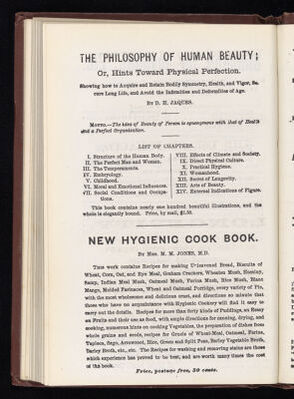 THE PHILOSOPHY OF HUMAN BEAUTY;
Or, Hints Toward Physical Perfection.
Showing how to Acquire and Retain Bodily Symmetry, Health, and Vigor, Se-
cure Long Life, and Avoid the Infirmities and Deformities of Age.
BY D. H. JAQUES.
MOTTO.—The idea of Beauty of Person is synonymous with that of Health
and a Perfect Organization.
LIST OF CHAPTERS.
I. Structure of the Human Body.
II. The Perfect Man and Woman.
III. The Temperaments.
IV. Embryology.
V. Childhood.
VI. Moral and Emotional Influences.
VII. Social Conditions and Occupa-
tions.
VIII. Effects of Climate and Society.
IX. Direct Physical Culture.
X. Practical Hygiene.
XI. Womanhood.
XII. Secret of Longevity.
XIII. Arts of Beauty.
XIV. External Indications of Figure.
This book contains nearly one hundred beautiful illustrations, and the
whole is elegantly bound. Price, by mail, $1.50.
NEW HYGIENIC COOK BOOK.
BY MRS. M. M. JONES, M.D.
THIS work contains Recipes for making Unleavened Bread, Biscuits of
Wheat, Corn, Oat, and Rye Meal, Graham Crackers, Wheaten Mush, Hominy,
Samp, Indian Meal Mush, Oatmeal Mush, Farina Mush, Rice Mush, Blanc
Mange, Molded Farinacea, Wheat and Oatmeal Porridge, every variety of Pie,
with the most wholesome and delicious crust, and directions so minute that
those who have no acquaintance with Hygienic Cookery will find it easy to
carry out the details. Recipes for more than forty kinds of Puddings, an Essay
on Fruits and their use as food, with ample directions for canning, drying, and
cooking, numerous hints on cooking Vegetables, the preparation of dishes from
whole grains and seeds, recipes for Gruels of Wheat-Meal, Oatmeal, Farina,
Tapioca, Sago, Arrowroot, Rice, Green and Split Peas, Barley Vegetable Broth,
Barley Broth, etc., etc. The Recipes for washing and removing stains are those
which experience has proved to be best, and are worth many times the cost
of the book.
Price, postage free, 30 cents.